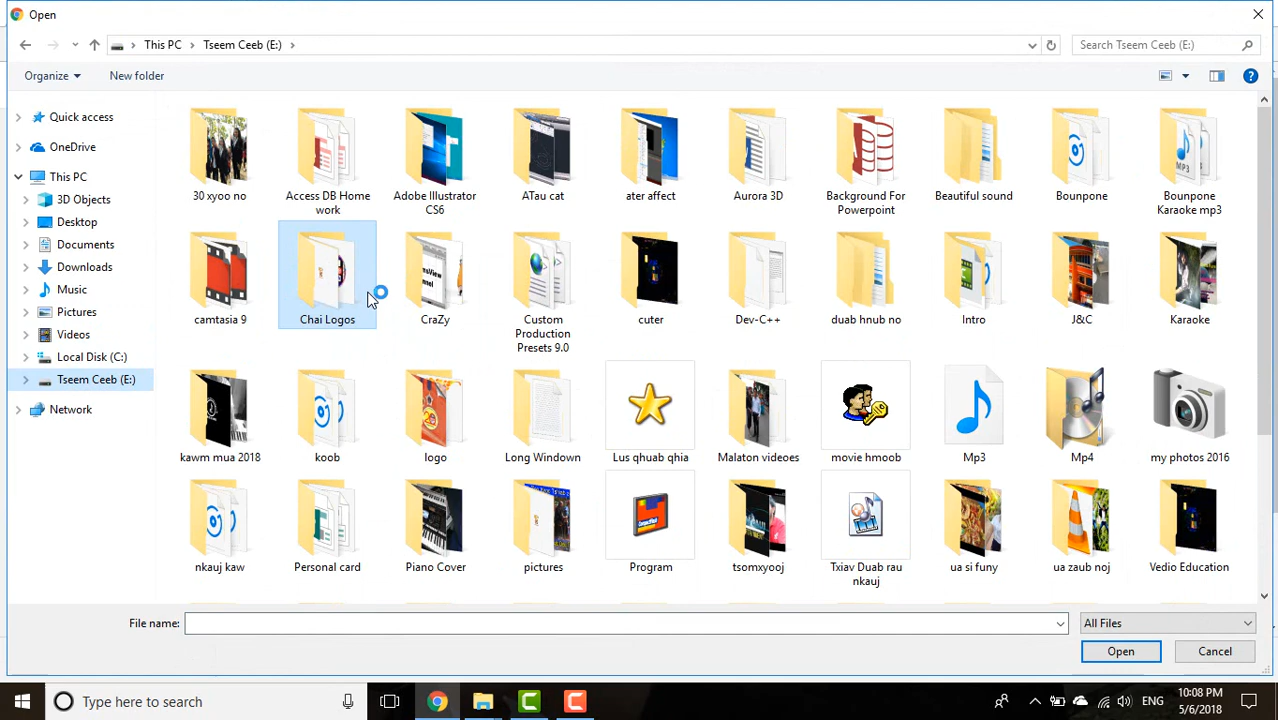 Open
This PC
Tseem Ceeb (E:)
Search Tseem Ceeb (E:)
Organize
New folder
Quick access
OneDrive
This PC
3D Objects
Desktop
Documents
Downloads
Music
Pictures
Videos
Local Disk (C:)
Tseem Ceeb (E:)
Network
30 xyoo no
Access DB Home work
Adobe Illustrator CS6
ATau cat
ater affect
Aurora 3D
Background For Powerpoint
Beautiful sound
Bounpone
Bounpone Karaoke mp3
camtasia 9
Chai Logos
CraZy
Custom Production Presets 9.0
cuter
Dev-C++
duab hnub no
Intro
J&C
Karaoke
kawm mua 2018
koob
logo
Long Windown
Lus qhuab qhia
Malaton videoes
movie hmoob
Mp3
Mp4
my photos 2016
nkauj kaw
Personal card
Piano Cover
pictures
Program
tsomxyooj
Txiav Duab rau nkauj
ua si funy
ua zaub noj
Vedio Education
File name:
All Files
Open
Cancel
Type here to search
ENG
10:08 PM
5/6/2018